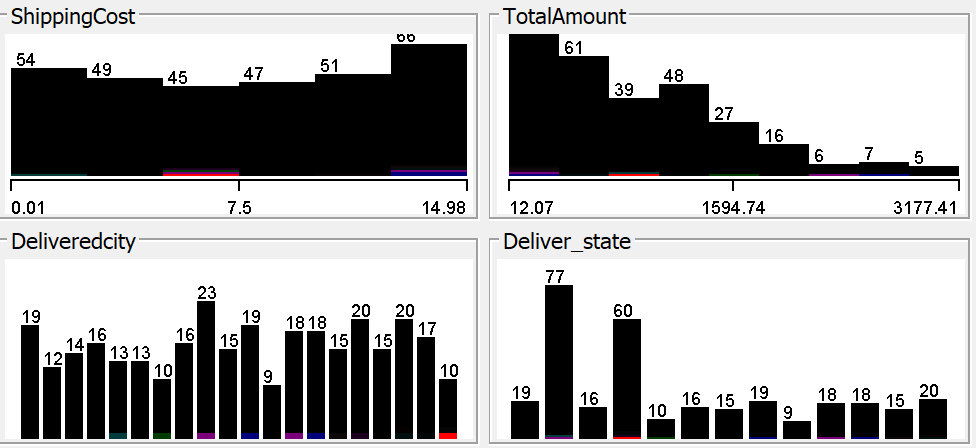 ShippingCost
54 49 45 47 51 66
0.01 7.5 14.98
TotalAmount
61 39 48 27 16 6 7 5
12.07 1594.74 3177.41
Deliveredcity
19 12 14 16 13 13 10 16 23 15 19 9 18 18 15 20 15 20 17 10
Deliver_state
19 77 16 60 10 16 15 19 9 18 18 15 20